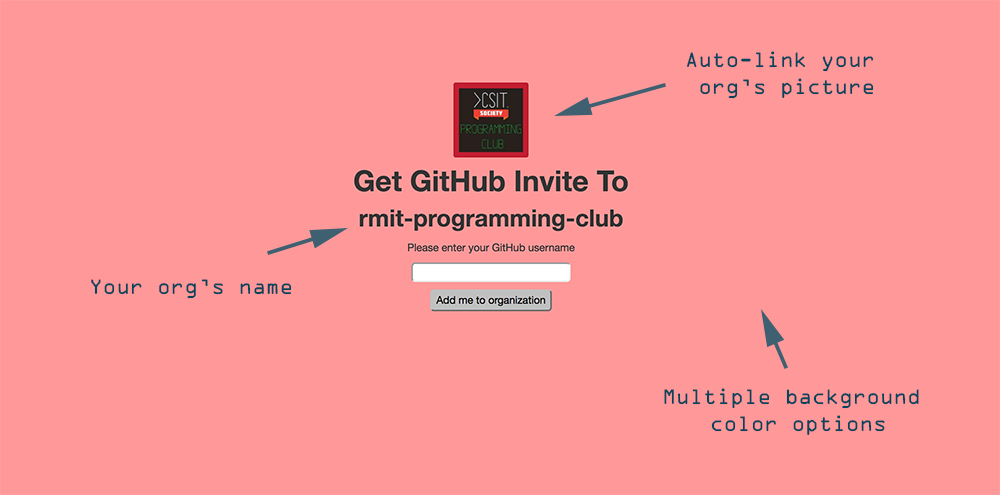 Auto-link your
org's picture
>CSIT.
SOCIETY
PROGRAMMING
CLUB
Get GitHub Invite To
rmit-programming-club
Please enter your GitHub username
Your org's name
Add me to organization
Multiple background
color options